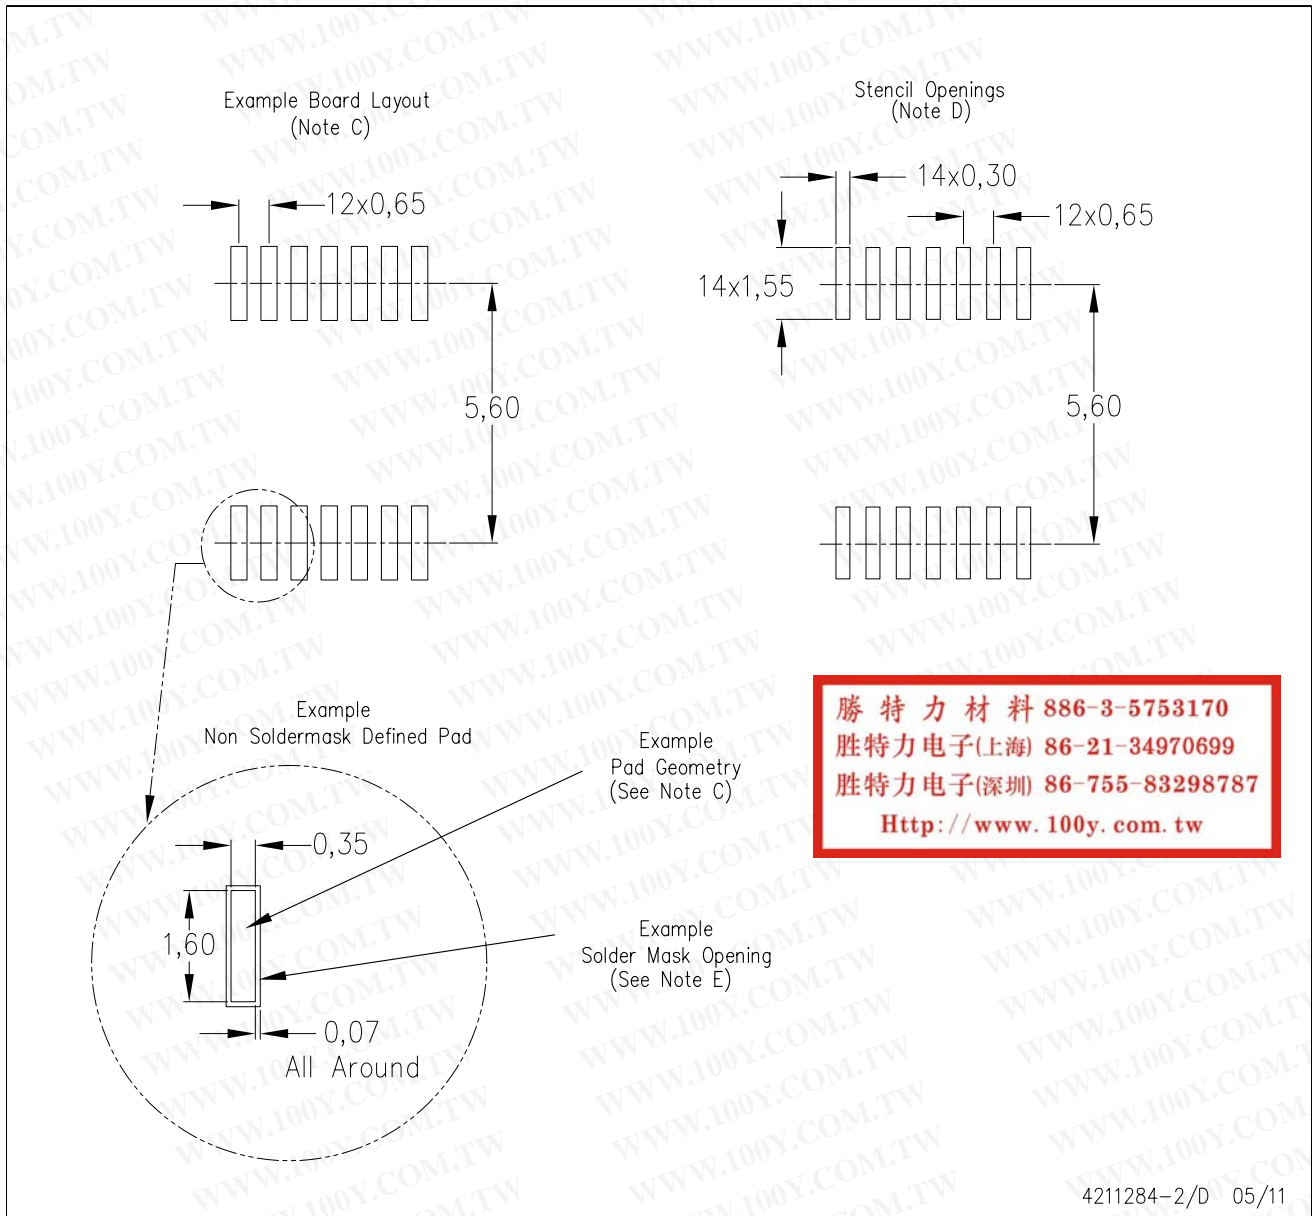 Example Board Layout
(Note C)
12x0,65
5,60
Stencil Openings
(Note D)
14x0,30
12x0,65
14x1,55
5,60
Example
Non Soldermask Defined Pad
0,35
1,60
0,07
All Around
Example
Pad Geometry
(See Note C)
Example
Solder Mask Opening
(See Note E)
勝特力材料 886-3-5753170
胜特力电子(上海) 86-21-34970699
胜特力电子(深圳) 86-755-83298787
Http://www.100y.com.tw
4211284-2/D 05/11
WWW.100Y.COM.TW